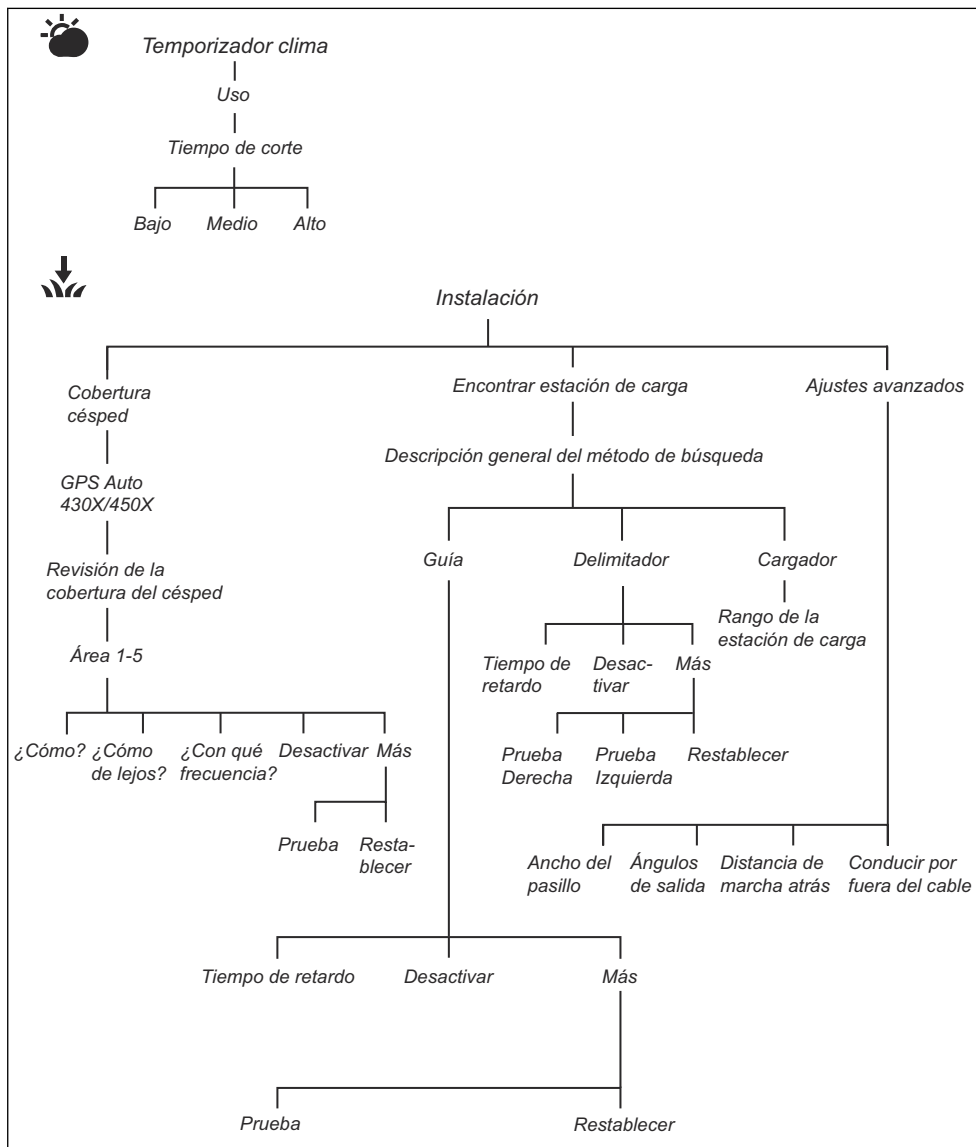 Temporizador clima
Uso
Tiempo de corte
Bajo Medio Alto
Instalación
Cobertura
césped
Encontrar estación de carga
Ajustes avanzados
Descripción general del método de búsqueda
GPS Auto
430X/450X
Guía Delimitador Cargador
Revisión de la
cobertura del césped
Rango de la
estación de carga
Área 1-5
Tiempo de
retardo
Desac-
tivar
Más
¿Cómo?
¿Cómo
de lejos?
¿Con qué
frecuencia?
Desactivar
Más
Prueba
Derecha
Prueba
Izquierda
Restablecer
Prueba
Resta-
blecer
Ancho del
pasillo
Ángulos
de salida
Distancia de
marcha atrás
Conducir por
fuera del cable
Tiempo de retardo Desactivar Más
Prueba Restablecer